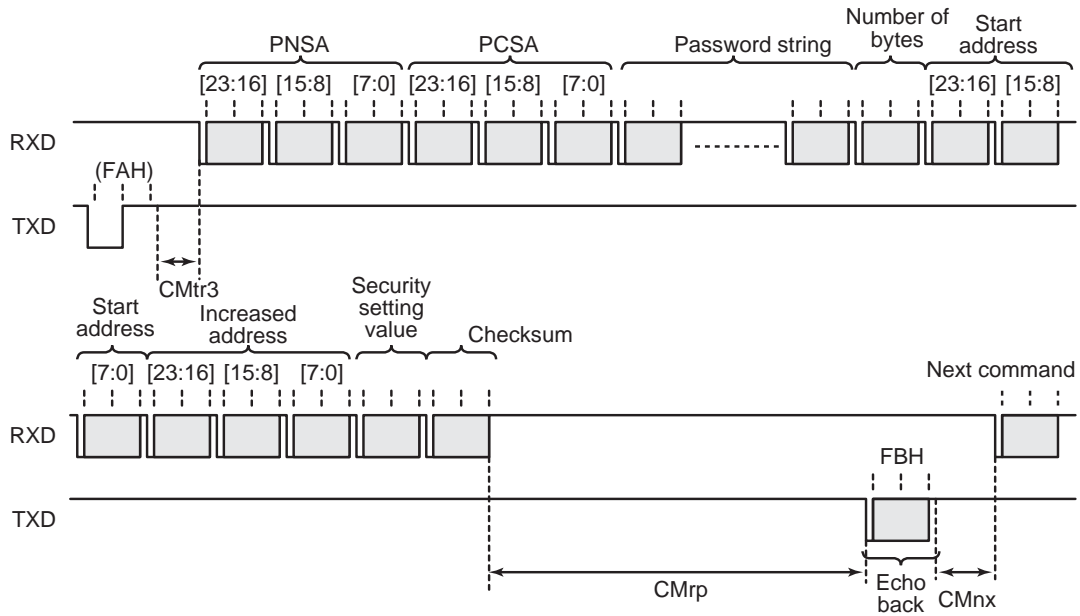 PNSA PCSA Password string Number of bytes Start address
[23:16] [15:8] [7:0] [23:16] [15:8] [7:0] [23:16] [15:8]
RXD
(FAH)
TXD
CMtr3
Start address Increased address Security setting value Checksum
[7:0] [23:16] [15:8] [7:0] Next command
RXD
FBH
TXD
CMrp Echo back CMnx